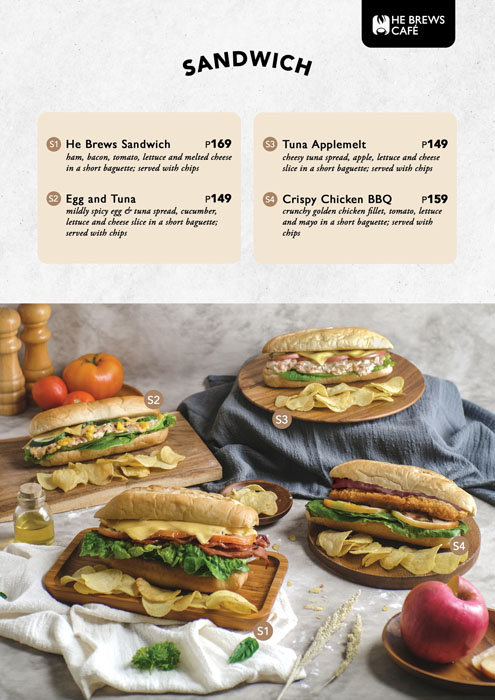 HE BREWS
CAFÉ
SANDWICH
S1 He Brews Sandwich P169
ham, bacon, tomato, lettuce and melted cheese
in a short baguette; served with chips
S2 Egg and Tuna P149
mildly spicy egg & tuna spread, cucumber,
lettuce and cheese slice in a short baguette;
served with chips
S3 Tuna Applemelt P149
cheesy tuna spread, apple, lettuce and cheese
slice in a short baguette; served with chips
S4 Crispy Chicken BBQ P159
crunchy golden chicken fillet, tomato, lettuce
and mayo in a short baguette; served with
chips
S2
S3
S4
S1